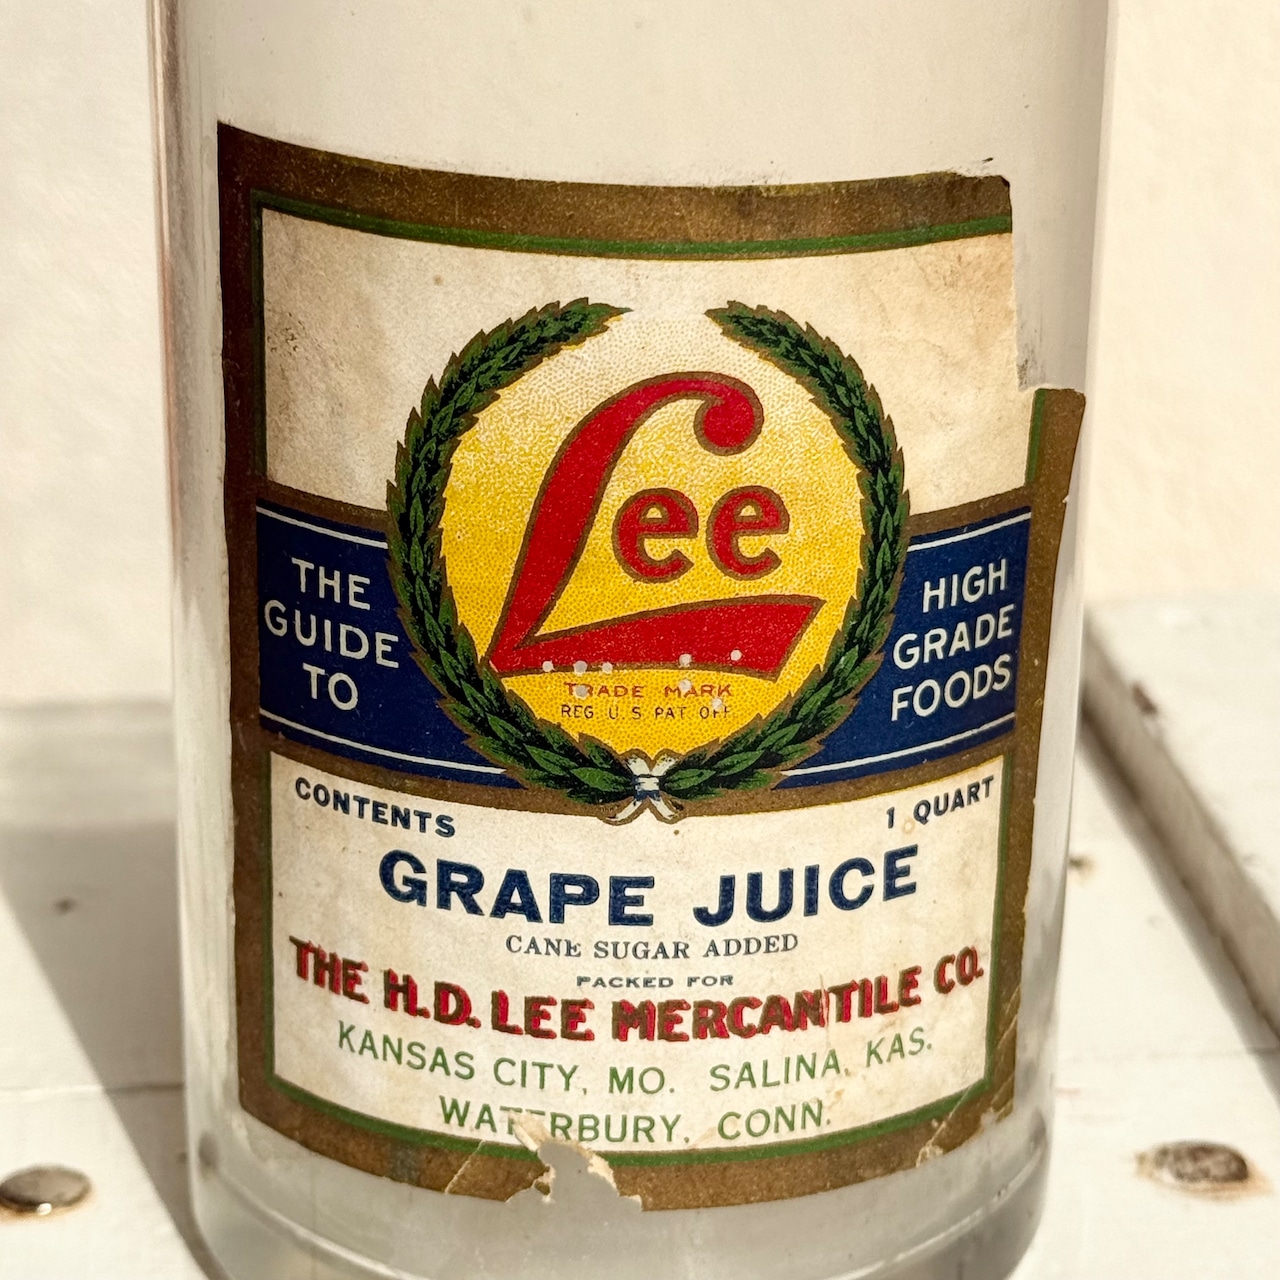 Lee
TRADE MARK
REG U.S PAT OFF
THE
GUIDE
TO
HIGH
GRADE
FOODS
CONTENTS 1 QUART
GRAPE JUICE
CANE SUGAR ADDED
PACKED FOR
THE H.D. LEE MERCANTILE CO.
KANSAS CITY, MO. SALINA, KAS.
WATERBURY, CONN.